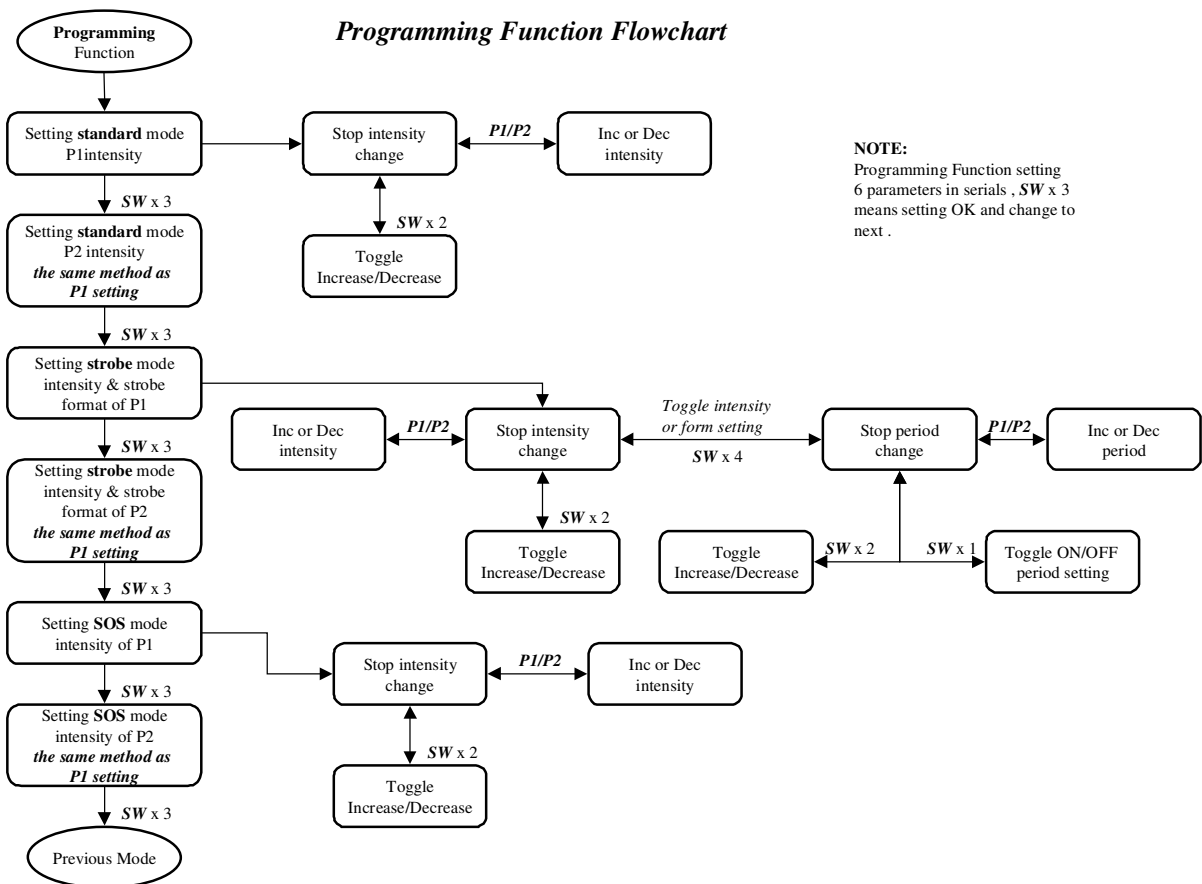 Programming Function Flowchart
Programming
Function
Setting standard mode
P1intensity
Stop intensity
change
P1/P2
Inc or Dec
intensity
NOTE:
Programming Function setting
6 parameters in serials , SW x 3
means setting OK and change to
next .
SW x 3
SW x 2
Setting standard mode
P2 intensity
the same method as
P1 setting
Toggle
Increase/Decrease
SW x 3
Setting strobe mode
intensity & strobe
format of P1
Inc or Dec
intensity
P1/P2
Stop intensity
change
Toggle intensity
or form setting
SW x 4
Stop period
change
P1/P2
Inc or Dec
period
SW x 3
Setting strobe mode
intensity & strobe
format of P2
the same method as
P1 setting
SW x 2
Toggle
Increase/Decrease
Toggle
Increase/Decrease
SW x 2
SW x 1
Toggle ON/OFF
period setting
SW x 3
Setting SOS mode
intensity of P1
Stop intensity
change
P1/P2
Inc or Dec
intensity
SW x 3
Setting SOS mode
intensity of P2
the same method as
P1 setting
SW x 2
Toggle
Increase/Decrease
SW x 3
Previous Mode